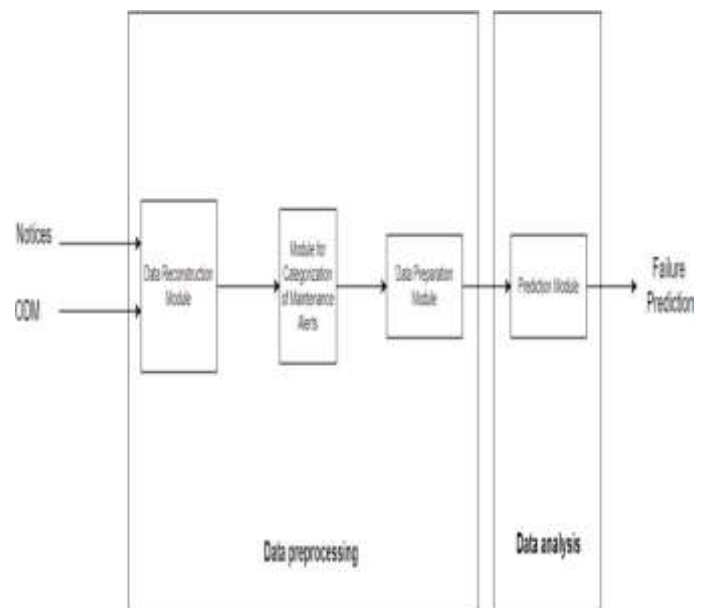 Notices
ODM
Data Reconstruction
Module
Module for
Categorization
of Maintenance
Alerts
Data Preparation
Module
Prediction Module
Failure
Prediction
Data preprocessing
Data analysis